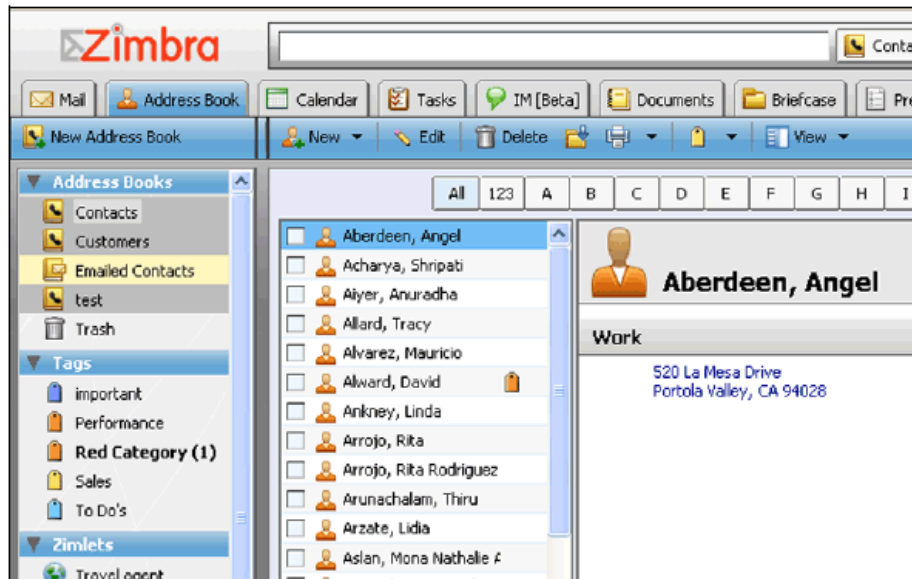 Zimbra
Conta
Mail Address Book Calendar Tasks IM [Beta] Documents Briefcase Pre
New Address Book New Edit Delete View
Address Books
Contacts
Customers
Emailed Contacts
test
Trash
Tags
important
Performance
Red Category (1)
Sales
To Do's
Zimlets
Travel agent
All 123 A B C D E F G H I
Aberdeen, Angel
Acharya, Shripati
Aiyer, Anuradha
Allard, Tracy
Alvarez, Mauricio
Alward, David
Ankney, Linda
Arrojo, Rita
Arrojo, Rita Rodriguez
Arunachalam, Thiru
Arzate, Lidia
Aslan, Mona Nathalie A
Aberdeen, Angel
Work
520 La Mesa Drive
Portola Valley, CA 94028